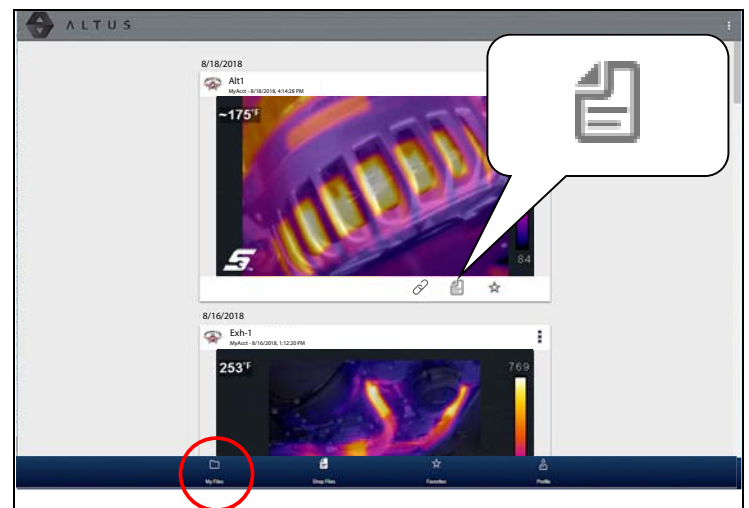 ALTUS
8/18/2018
Alt1
MyAcct - 8/18/2018, 4:14:28 PM
~175°F
84
8/16/2018
Exh-1
MyAcct - 8/16/2018, 1:12:20 PM
253°F
769
My Files
Shop Files
Favorites
Profile